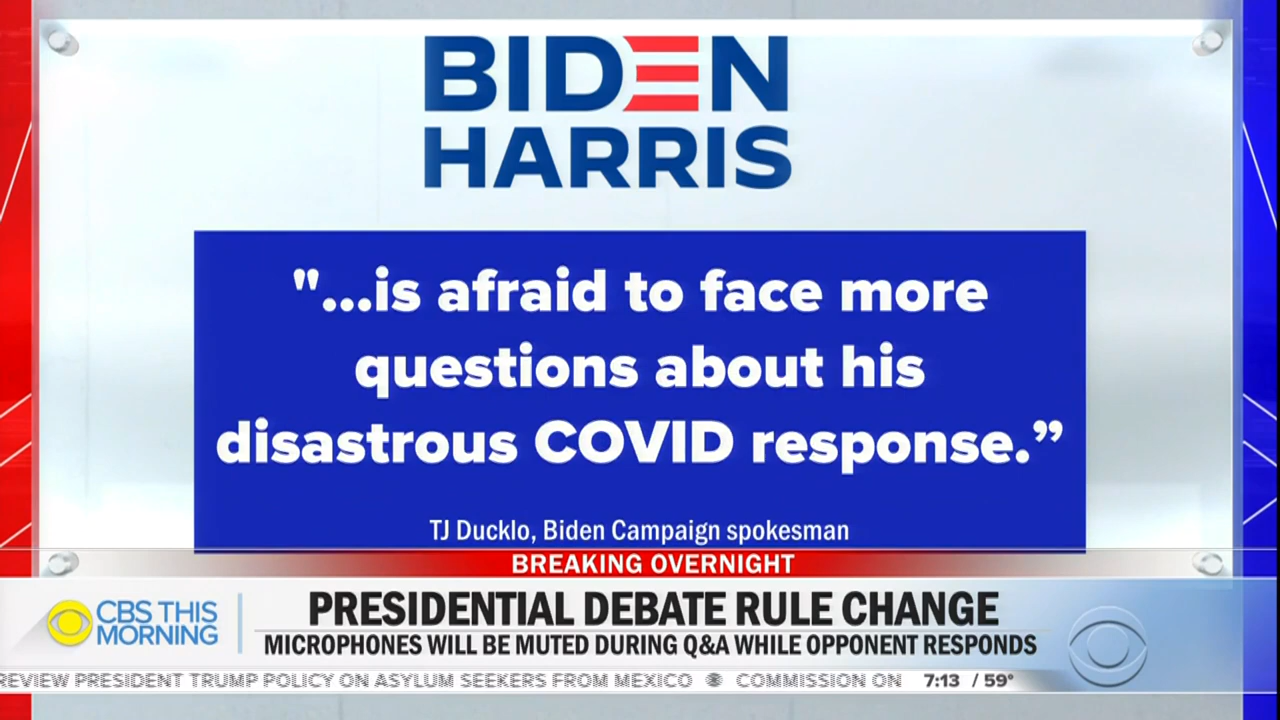 BIDEN
HARRIS
"...is afraid to face more
questions about his
disastrous COVID response.”
TJ Ducklo, Biden Campaign spokesman
BREAKING OVERNIGHT
CBS THIS
MORNING
PRESIDENTIAL DEBATE RULE CHANGE
MICROPHONES WILL BE MUTED DURING Q&A WHILE OPPONENT RESPONDS
REVIEW PRESIDENT TRUMP POLICY ON ASYLUM SEEKERS FROM MEXICO COMMISSION ON 7:13 / 59°